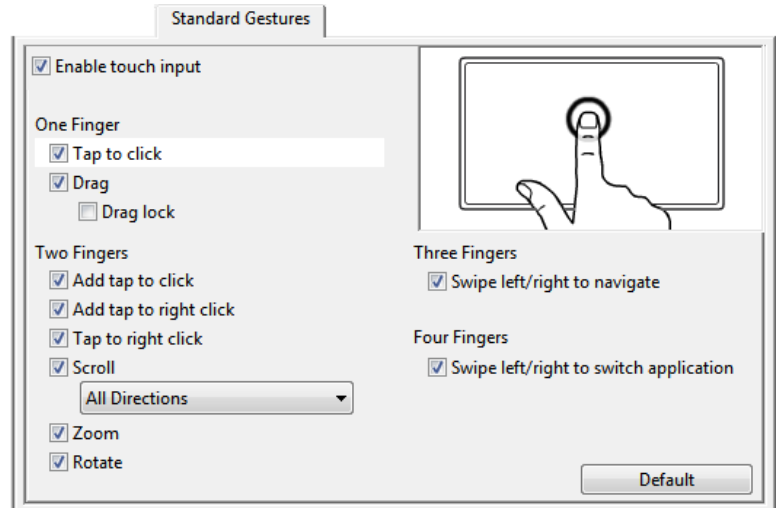 Standard Gestures
Enable touch input
One Finger
Tap to click
Drag
Drag lock
Two Fingers
Add tap to click
Add tap to right click
Tap to right click
Scroll
All Directions
Zoom
Rotate
Three Fingers
Swipe left/right to navigate
Four Fingers
Swipe left/right to switch application
Default